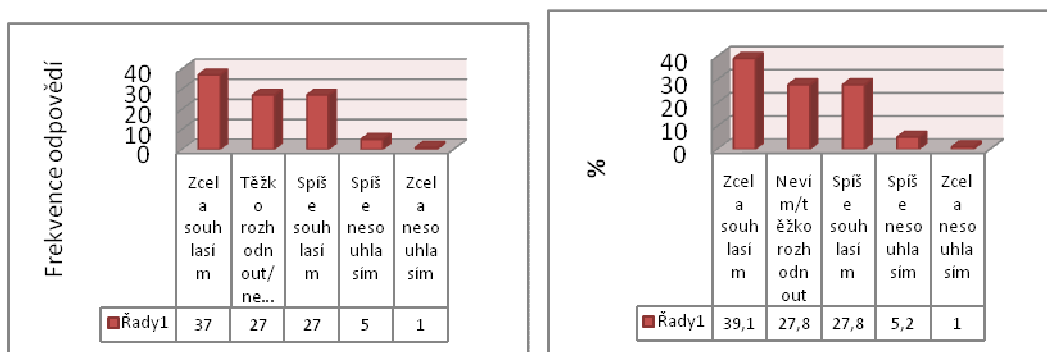 Frekvence odpovědí
40
30
20
10
0
Zcel
a
souh
lasí
m
Těžk
o
rozh
odn
out/
ne...
Spíš
e
souh
lasí
m
Spíš
e
neso
uhla
sím
Zcel
a
neso
uhla
sím
Řady1 37 27 27 5 1
%
40
30
20
10
0
Zcel
a
souh
lasí
m
Neví
m/t
ěžko
rozh
odn
out
Spíš
e
souh
lasí
m
Spíš
e
neso
uhla
sím
Zcel
a
neso
uhla
sím
Řady1 39,1 27,8 27,8 5,2 1